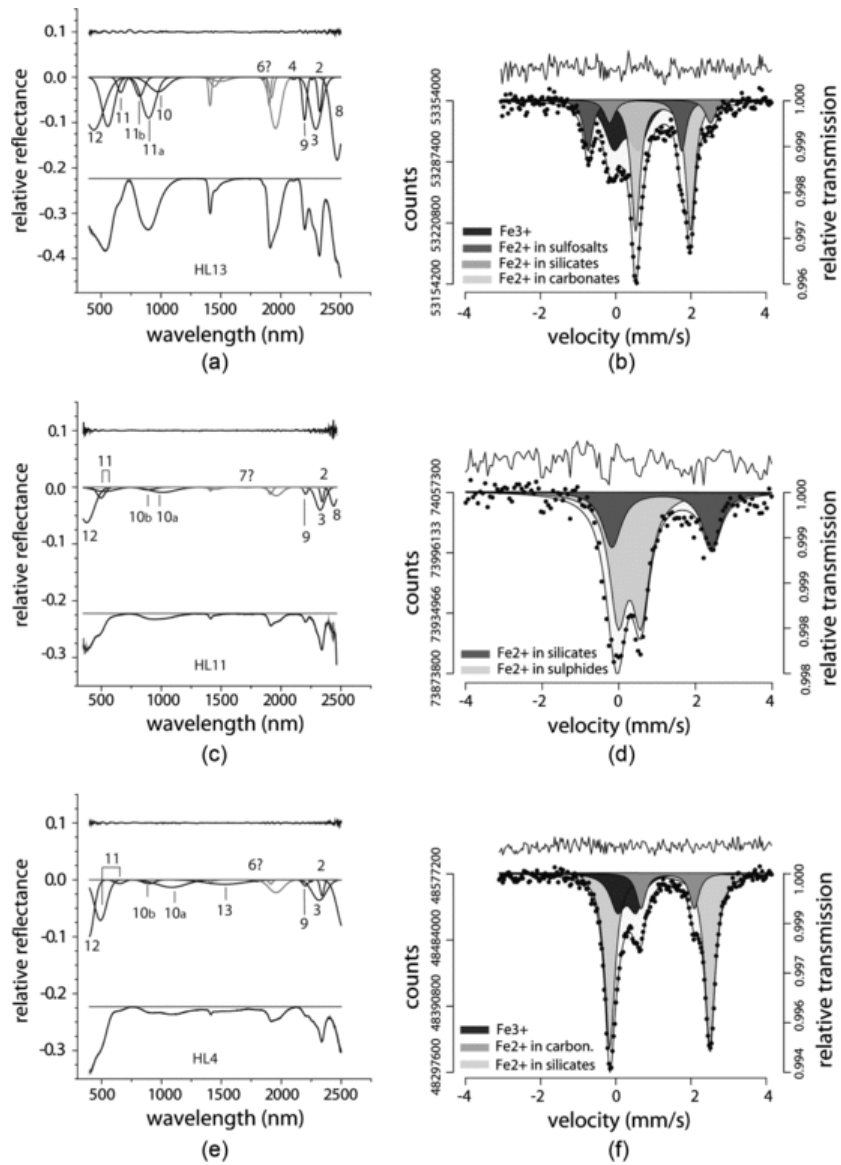 0.1
0.0
-0.1
-0.2
-0.3
-0.4
relative reflectance
6? 4 2
12 11 11b 11a 10 9 3 8
HL13
500 1000 1500 2000 2500
wavelength (nm)
(a)
53354000
53287400
53220800
53154200
counts
1.000
0.999
0.998
0.997
0.996
relative transmission
Fe3+
Fe2+ in sulfosalts
Fe2+ in silicates
Fe2+ in carbonates
-4 -2 0 2 4
velocity (mm/s)
(b)
0.1
0.0
-0.1
-0.2
-0.3
relative reflectance
11 7? 2
12 10b 10a 9 3 8
HL11
500 1000 1500 2000 2500
wavelength (nm)
(c)
74057300
73996133
73934966
73873800
counts
1.000
0.999
0.999
0.998
0.998
relative transmission
Fe2+ in silicates
Fe2+ in sulphides
-4 -2 0 2 4
velocity (mm/s)
(d)
0.1
0.0
-0.1
-0.2
-0.3
relative reflectance
11 6? 2
12 10b 10a 13 9 3
HL4
500 1000 1500 2000 2500
wavelength (nm)
(e)
48577200
48484000
48390800
48297600
counts
1.000
0.999
0.997
0.996
0.994
relative transmission
Fe3+
Fe2+ in carbon.
Fe2+ in silicates
-4 -2 0 2 4
velocity (mm/s)
(f)